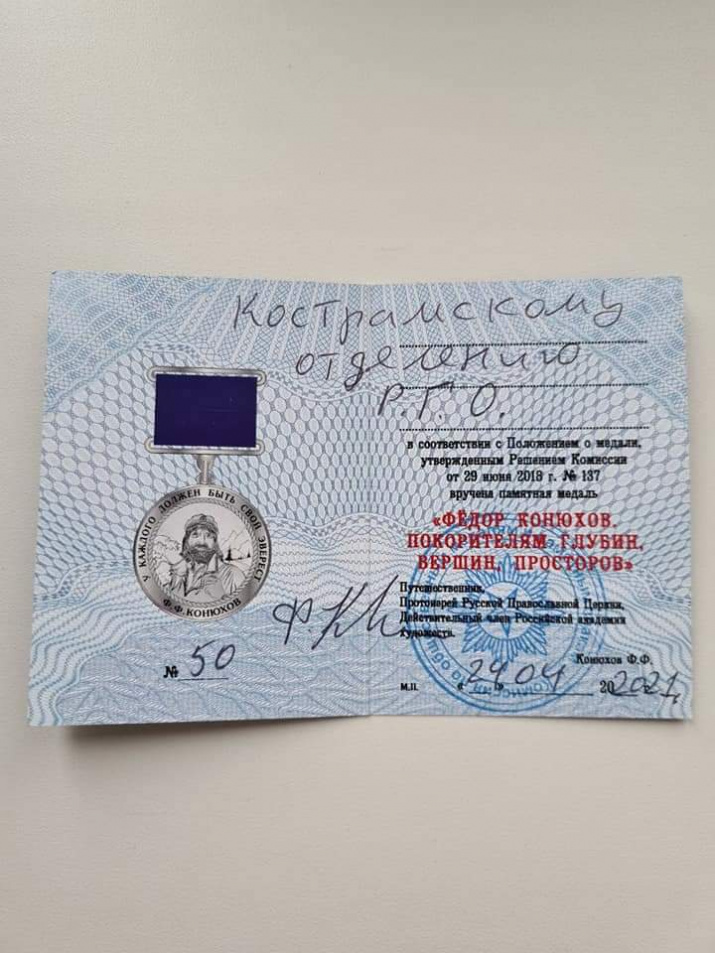 Костромскому
отделению
Р.Г.О.
в соответствии с Положением о медали,
утвержденным Решением Комиссии
от 29 июня 2018 г. № 137
вручена памятная медаль
«ФЁДОР КОНЮХОВ.
ПОКОРИТЕЛЯМ ГЛУБИН,
ВЕРШИН, ПРОСТОРОВ»
Путешественник,
Протоиерей Русской Православной Церкви,
Действительный член Российской академии
художеств.
Конюхов Ф.Ф.
М.П. « 24 04 » 202021г.
У КАЖДОГО ДОЛЖЕН БЫТЬ СВОЙ ЭВЕРЕСТ
Ф.Ф.КОНЮХОВ
№ 50